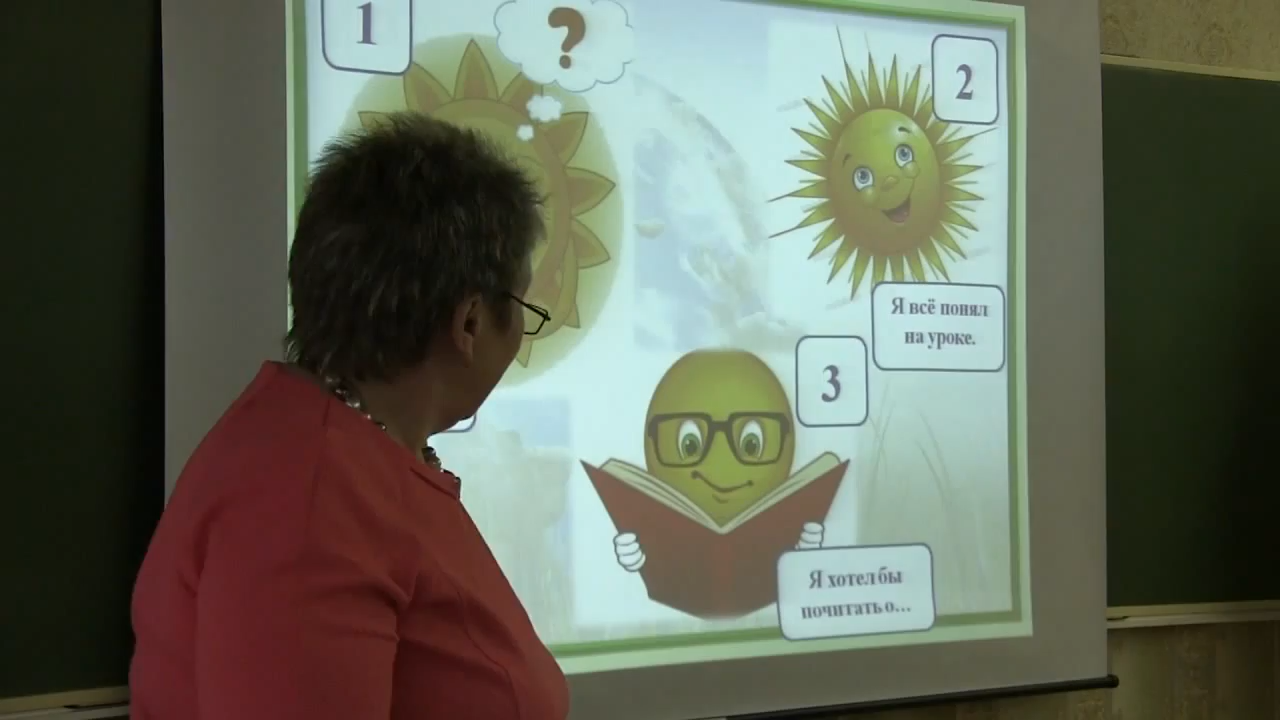 1
?
2
Я всё понял
на уроке.
3
Я хотел бы
почитать о...